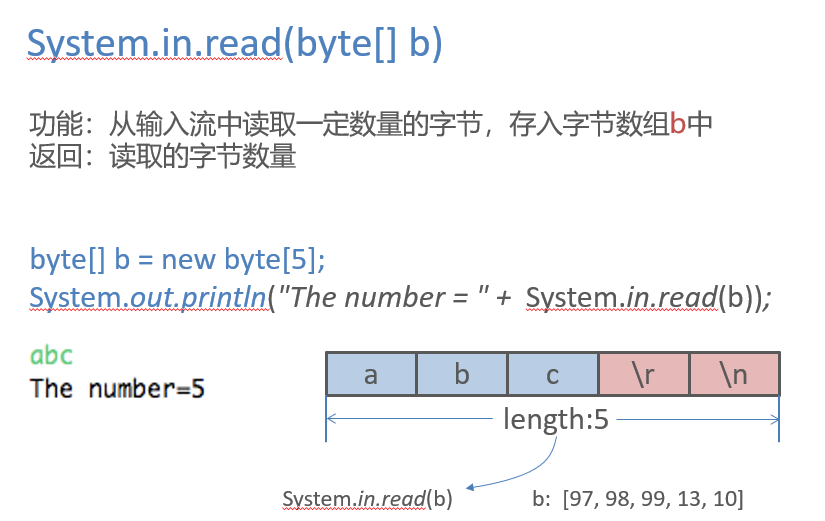 System.in.read(byte[] b)
功能：从输入流中读取一定数量的字节，存入字节数组b中
返回：读取的字节数量
byte[] b = new byte[5];
System.out.println("The number = " + System.in.read(b));
abc
The number=5
a b c \r \n
length:5
System.in.read(b)
b: [97, 98, 99, 13, 10]